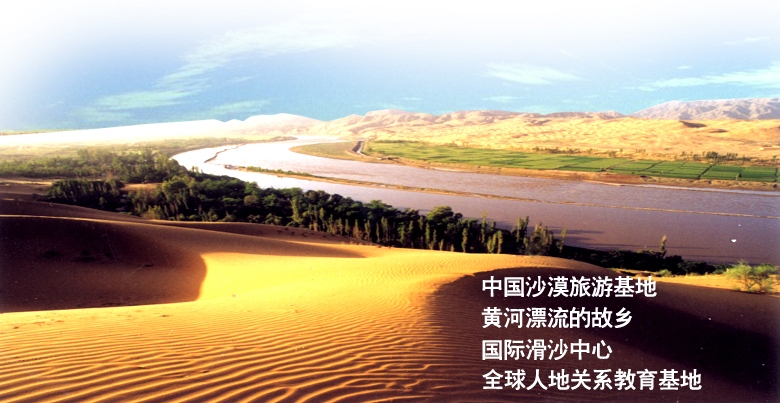 中国沙漠旅游基地
黄河漂流的故乡
国际滑沙中心
全球人地关系教育基地